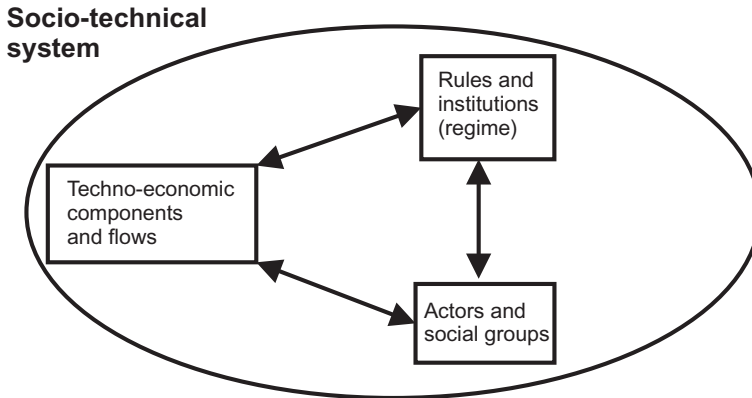 Socio-technical
system
Rules and
institutions
(regime)
Techno-economic
components
and flows
Actors and
social groups